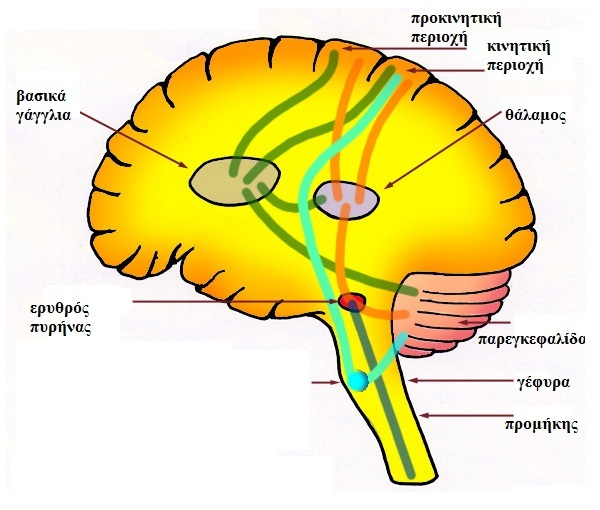 προκινητική
περιοχή
κινητική
περιοχή
βασικά
γάγγλια
θάλαμος
ερυθρός
πυρήνας
παρεγκεφαλίδα
γέφυρα
προμήκης